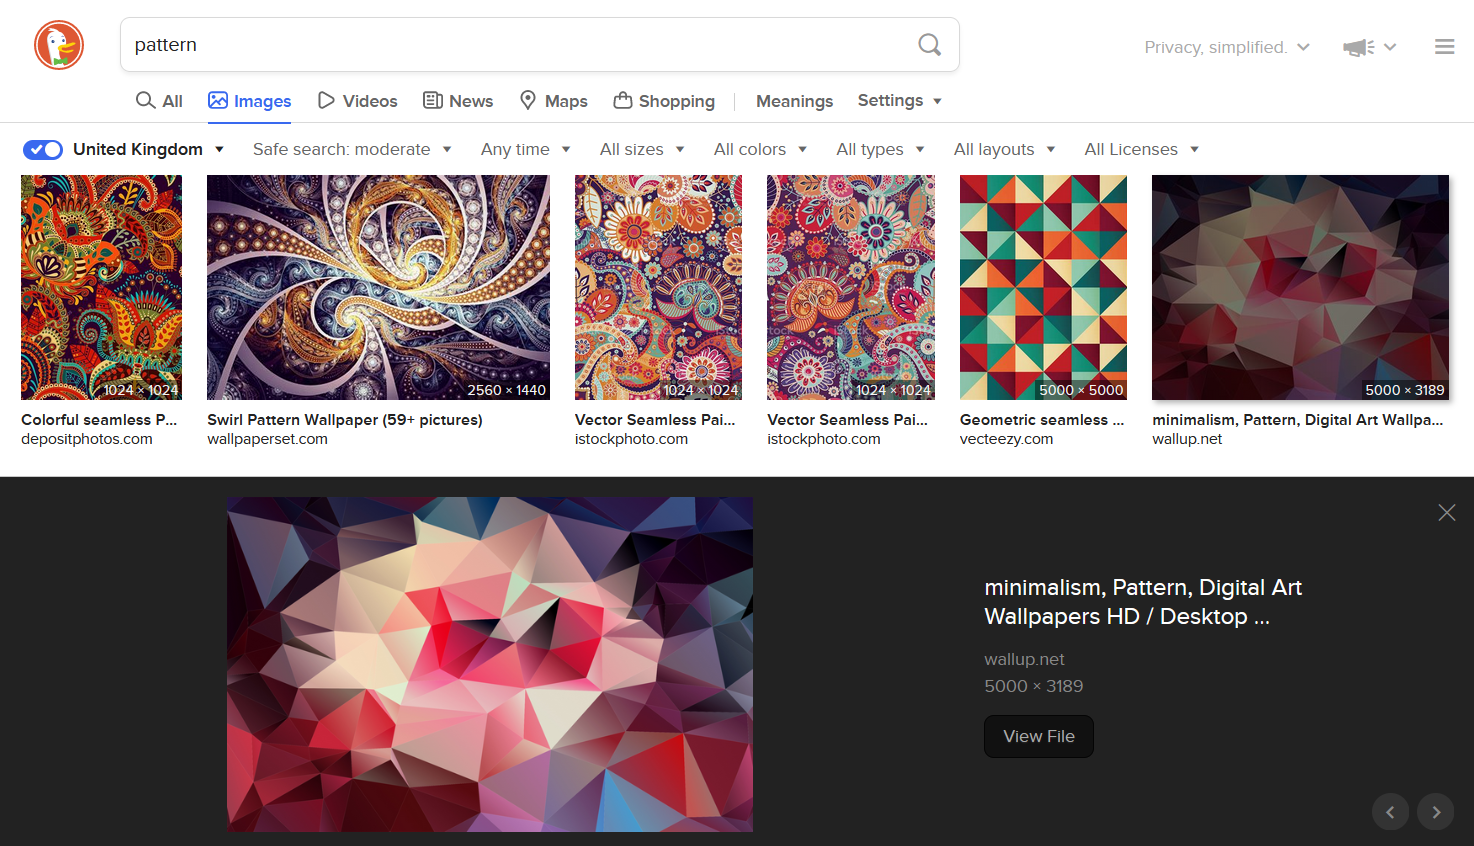 pattern
Privacy, simplified.
All Images Videos News Maps Shopping Meanings Settings
United Kingdom Safe search: moderate Any time All sizes All colors All types All layouts All Licenses
1024 × 1024 2560 × 1440 1024 × 1024 1024 × 1024 5000 × 5000 5000 × 3189
Colorful seamless P... Swirl Pattern Wallpaper (59+ pictures) Vector Seamless Pai... Vector Seamless Pai... Geometric seamless ... minimalism, Pattern, Digital Art Wallpa...
depositphotos.com wallpaperset.com istockphoto.com istockphoto.com vecteezy.com wallup.net
minimalism, Pattern, Digital Art
Wallpapers HD / Desktop ...
wallup.net
5000 × 3189
View File